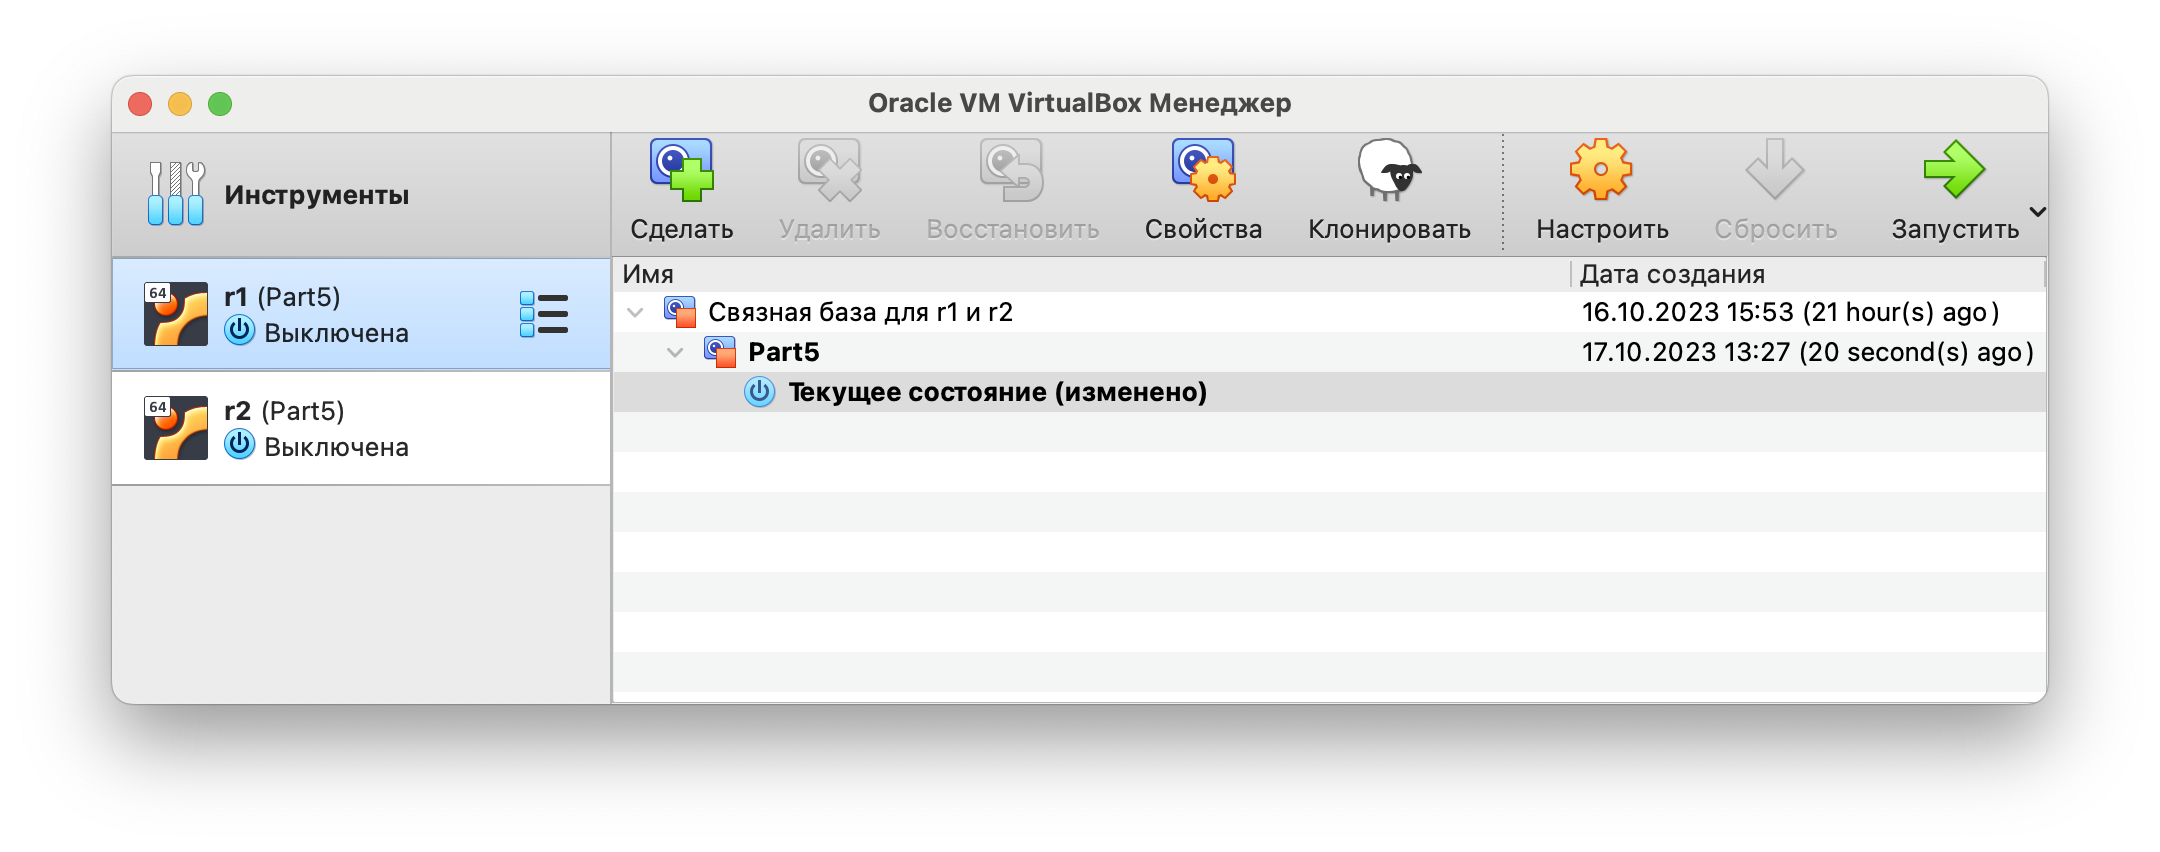 Oracle VM VirtualBox Менеджер
Инструменты
Сделать
Удалить
Восстановить
Свойства
Клонировать
Настроить
Сбросить
Запустить
64
r1 (Part5)
Выключена
64
r2 (Part5)
Выключена
Имя
Дата создания
Связная база для r1 и r2
16.10.2023 15:53 (21 hour(s) ago)
Part5
17.10.2023 13:27 (20 second(s) ago)
Текущее состояние (изменено)